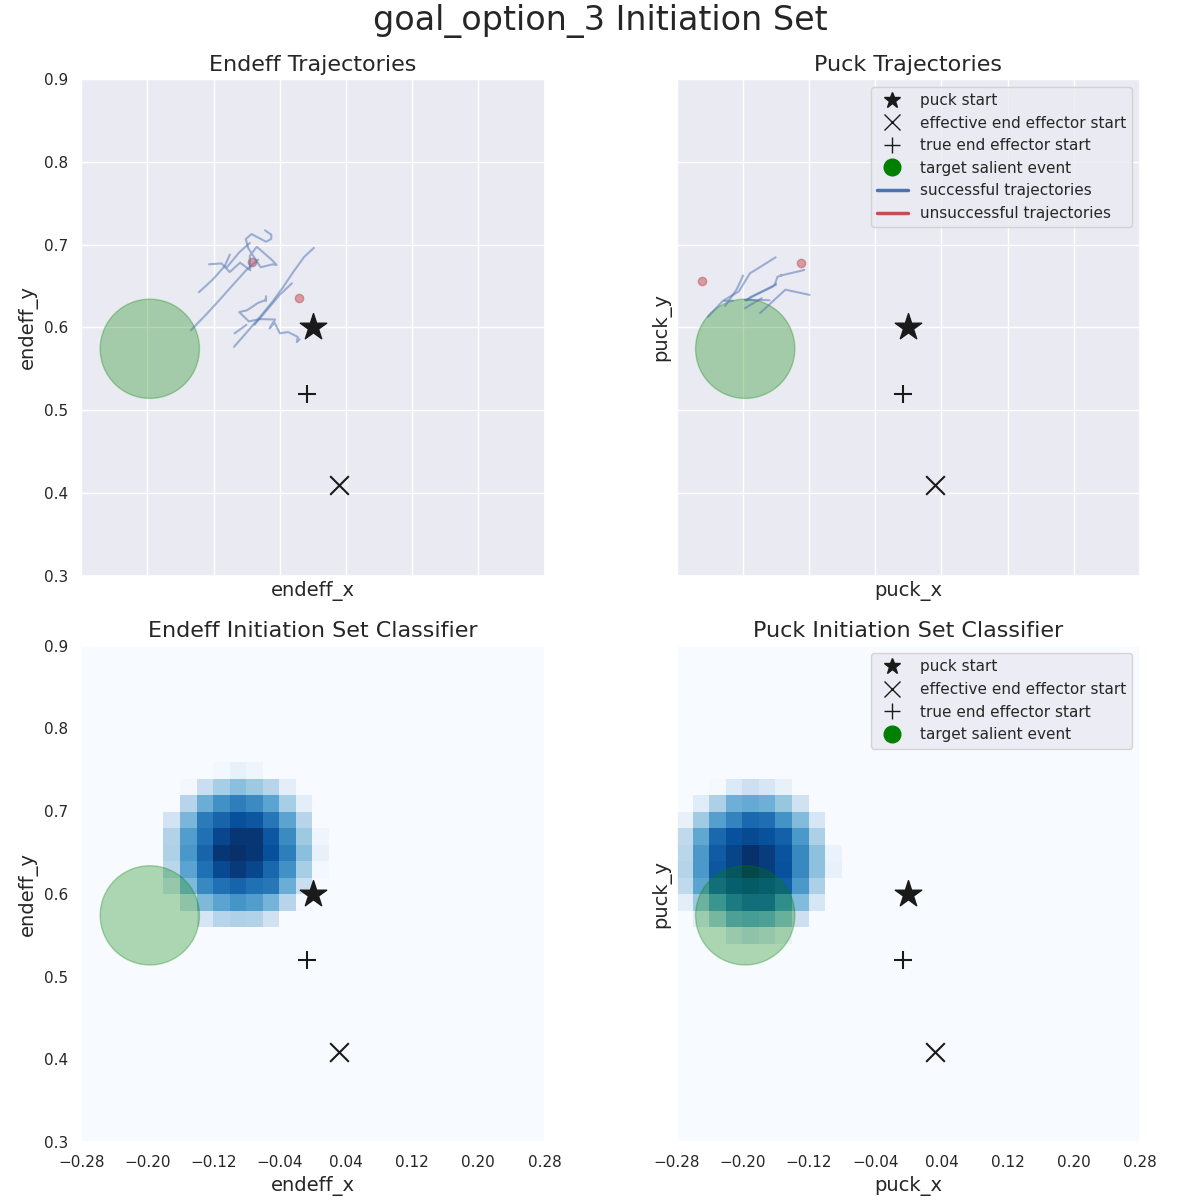 goal_option_3 Initiation Set
Endeff Trajectories
0.9
0.8
0.7
0.6
0.5
0.4
0.3
endeff_y
endeff_x
Puck Trajectories
puck start
effective end effector start
true end effector start
target salient event
successful trajectories
unsuccessful trajectories
puck_y
puck_x
Endeff Initiation Set Classifier
0.9
0.8
0.7
0.6
0.5
0.4
0.3
endeff_y
−0.28 −0.20 −0.12 −0.04 0.04 0.12 0.20 0.28
endeff_x
Puck Initiation Set Classifier
puck start
effective end effector start
true end effector start
target salient event
puck_y
−0.28 −0.20 −0.12 −0.04 0.04 0.12 0.20 0.28
puck_x